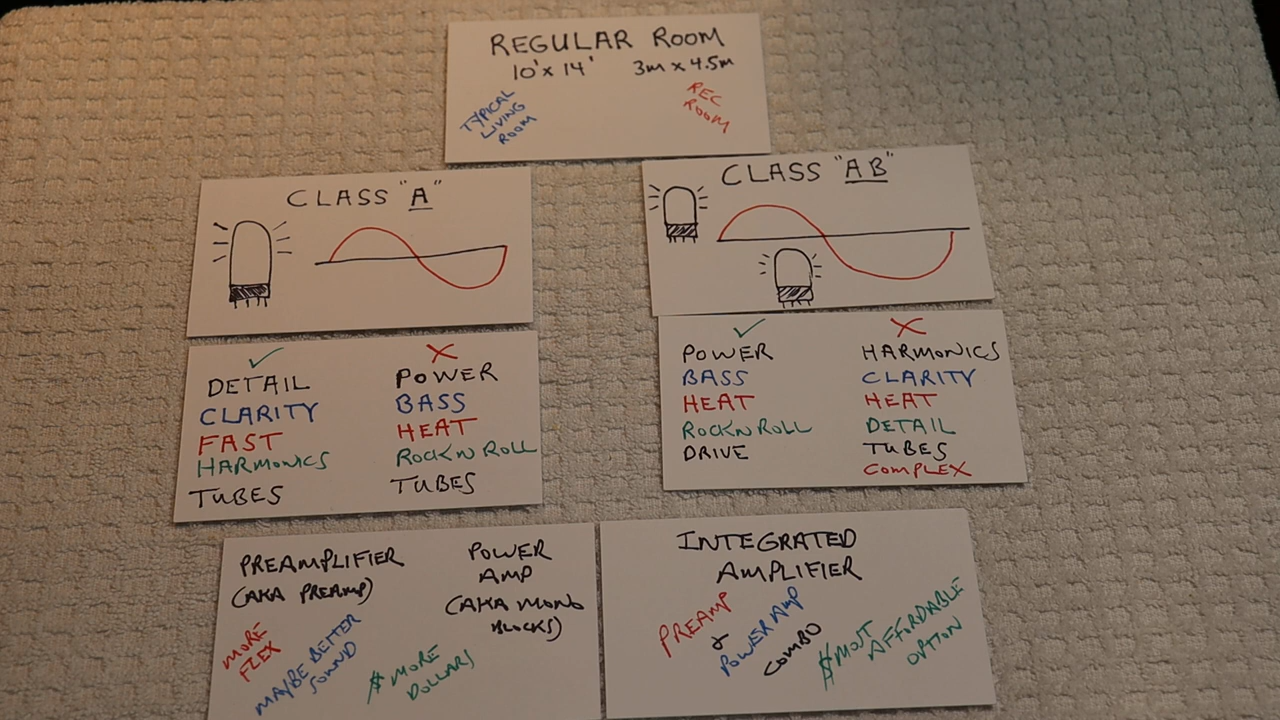 REGULAR ROOM
10' x 14' 3m x 4.5m
TYPICAL
LIVING
ROOM
REC
ROOM
CLASS "A"
CLASS "AB"
✓ ✗
DETAIL POWER
CLARITY BASS
FAST HEAT
HARMONICS ROCK N ROLL
TUBES TUBES
✓ ✗
POWER HARMONICS
BASS CLARITY
HEAT HEAT
ROCK N ROLL DETAIL
DRIVE TUBES
COMPLEX
PREAMPLIFIER
(AKA PREAMP)
POWER
AMP
(AKA MONO
BLOCKS)
MORE
FLEX
MAYBE BETTER
SOUND
$ MORE
DOLLARS
INTEGRATED
AMPLIFIER
PREAMP
&
POWER AMP
COMBO
$ MOST
AFFORDABLE
OPTION